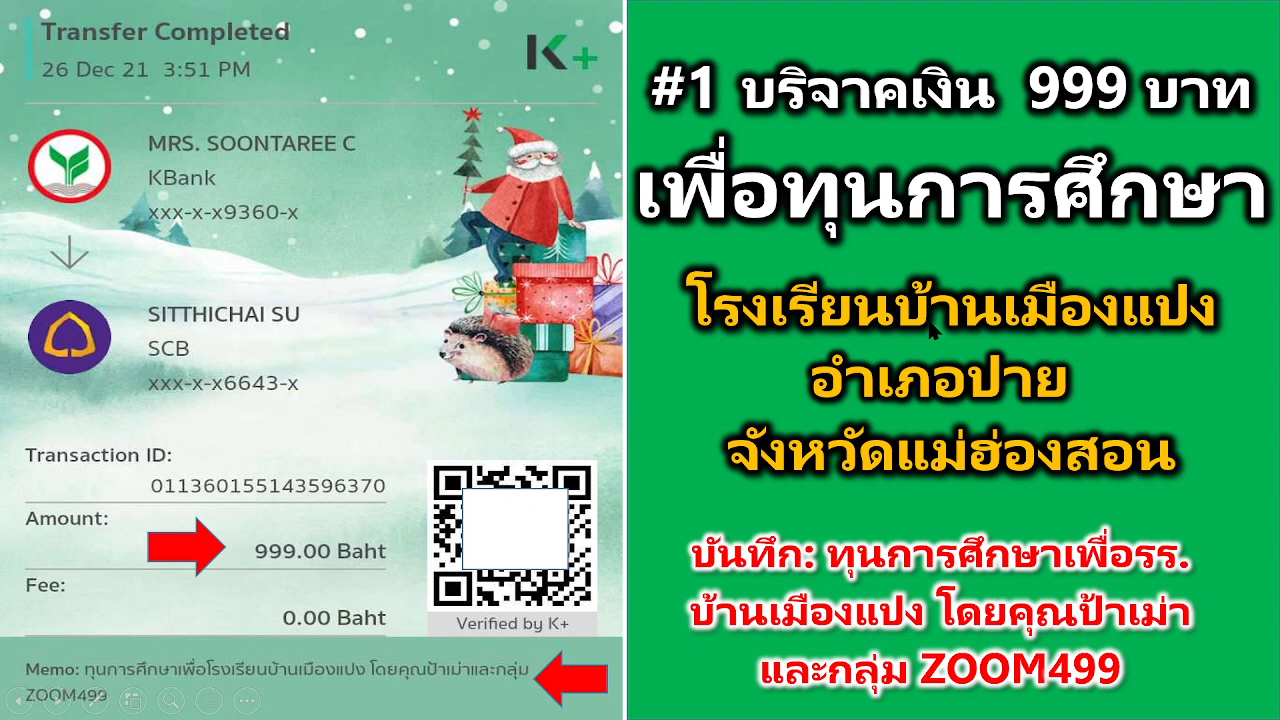 Transfer Completed
26 Dec 21 3:51 PM
K+
MRS. SOONTAREE C
KBank
xxx-x-x9360-x
SITTHICHAI SU
SCB
xxx-x-x6643-x
Transaction ID:
011360155143596370
Amount:
999.00 Baht
Fee:
0.00 Baht
Verified by K+
Memo: ทุนการศึกษาเพื่อโรงเรียนบ้านเมืองแปง โดยคุณป้าเม่าและกลุ่ม
ZOOM499
#1 บริจาคเงิน 999 บาท
เพื่อทุนการศึกษา
โรงเรียนบ้านเมืองแปง
อำเภอปาย
จังหวัดแม่ฮ่องสอน
บันทึก: ทุนการศึกษาเพื่อรร.
บ้านเมืองแปง โดยคุณป้าเม่า
และกลุ่ม ZOOM499